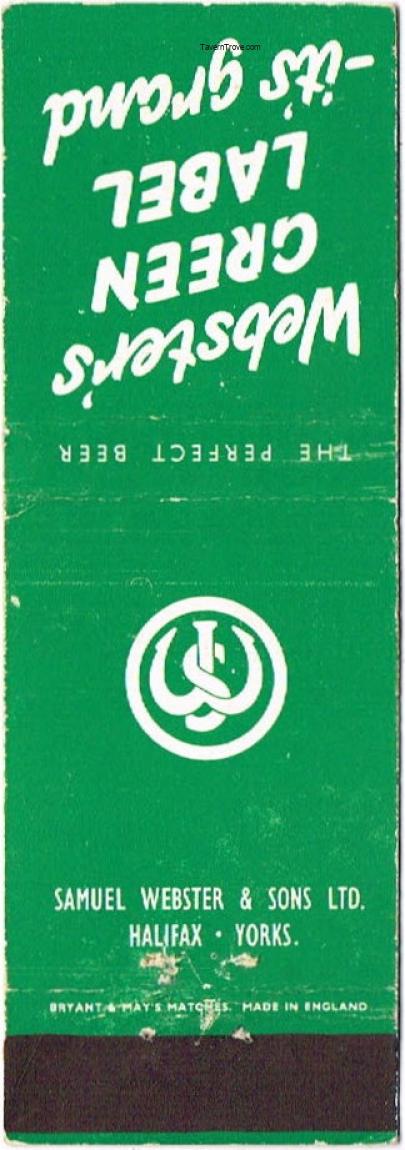 TavernTrove.com
THE PERFECT BEER
Webster's
GREEN
LABEL
-it's grand
SAMUEL WEBSTER & SONS LTD.
HALIFAX • YORKS.
BRYANT & MAY'S MATCHES. MADE IN ENGLAND